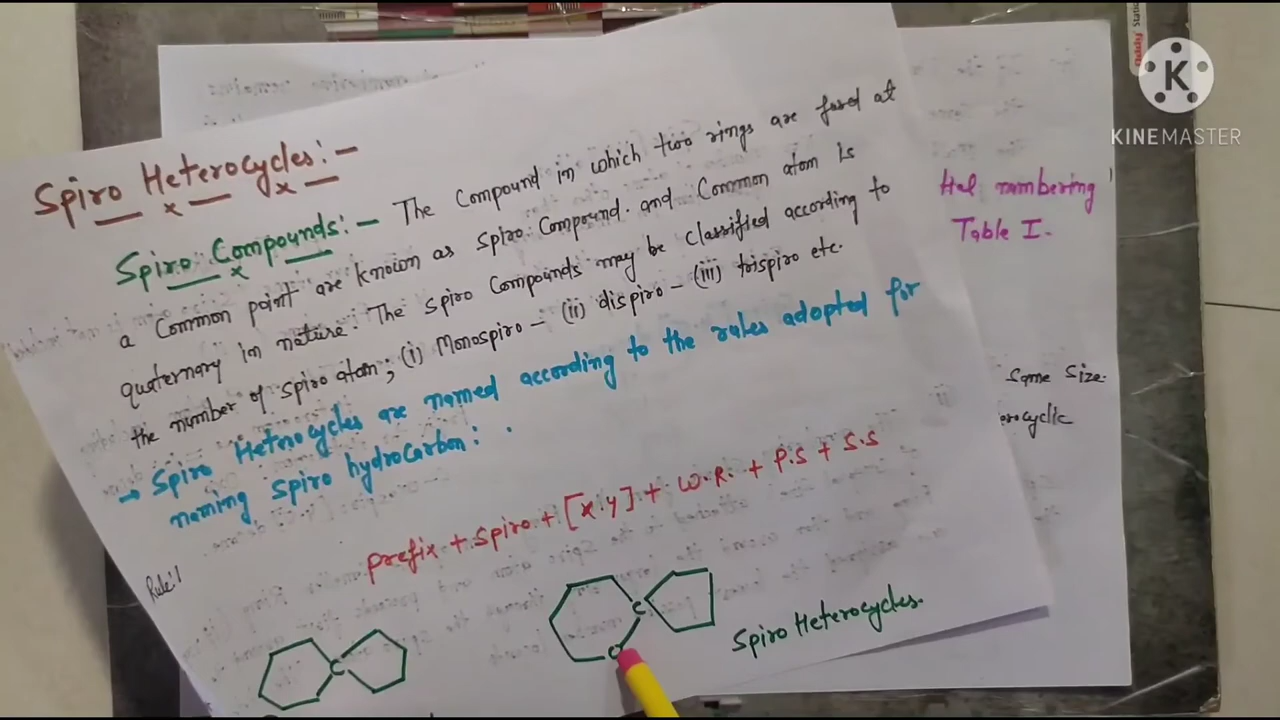 Spiro Heterocycles:-
Spiro Compounds:- The Compound in which two rings are fused at
a Common point are known as spiro Compound. and Common atom is
quaternary in nature. The spiro Compounds may be classified according to
the number of spiro atom; (i) Monospiro - (ii) dispiro - (iii) trispiro etc.
→ Spiro Hetrocycles are named according to the rules adopted for
naming spiro hydrocarbon:
prefix + spiro + [x.y] + W.R. + P.S + S.S
Rule:1
C
C
O
Spiro Heterocycles.
numbering
Table I.
Same size.
KINEMASTER
K